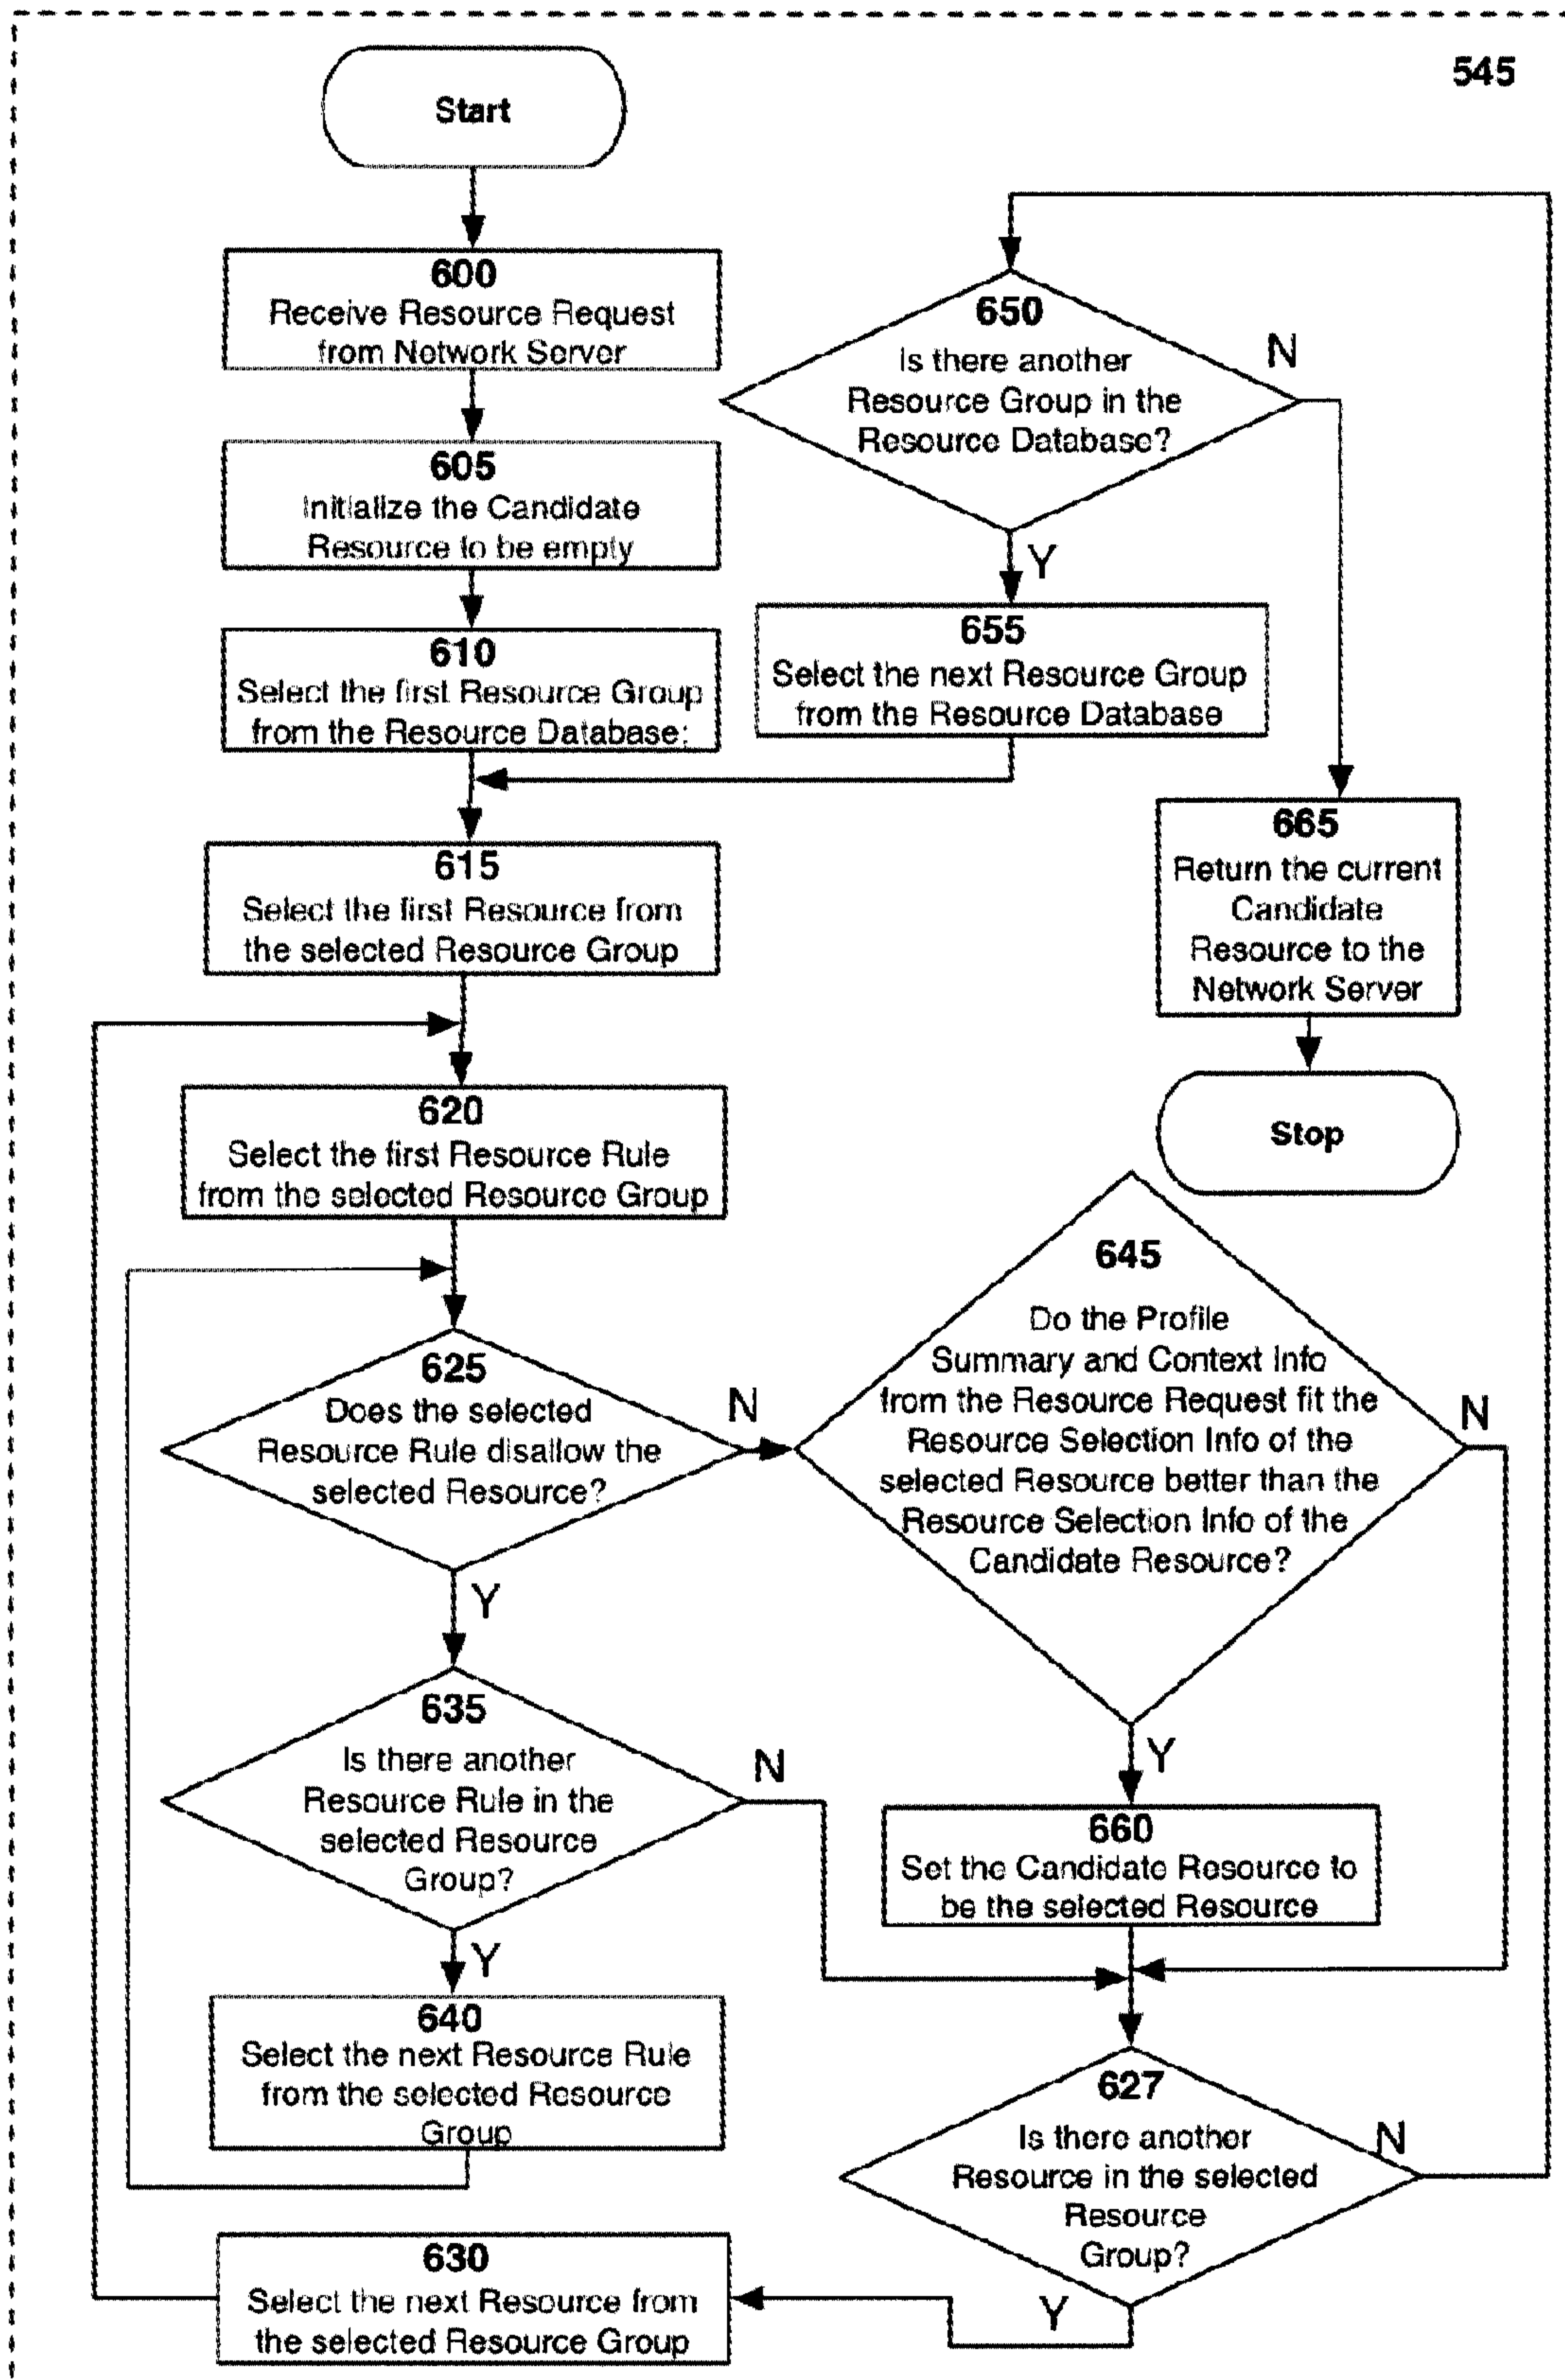 545
Start
600
Receive Resource Request
from Network Server
605
Initialize the Candidate
Resource to be empty
610
Select the first Resource Group
from the Resource Database:
615
Select the first Resource from
the selected Resource Group
620
Select the first Resource Rule
from the selected Resource Group
625
Does the selected
Resource Rule disallow the
selected Resource?
N
Y
635
Is there another
Resource Rule in the
selected Resource
Group?
N
Y
640
Select the next Resource Rule
from the selected Resource
Group
630
Select the next Resource from
the selected Resource Group
650
Is there another
Resource Group in the
Resource Database?
N
Y
655
Select the next Resource Group
from the Resource Database
665
Return the current
Candidate
Resource to the
Network Server
Stop
645
Do the Profile
Summary and Context Info
from the Resource Request fit the
Resource Selection Info of the
selected Resource better than the
Resource Selection Info of the
Candidate Resource?
N
Y
660
Set the Candidate Resource to
be the selected Resource
627
Is there another
Resource in the selected
Resource
Group?
N
Y